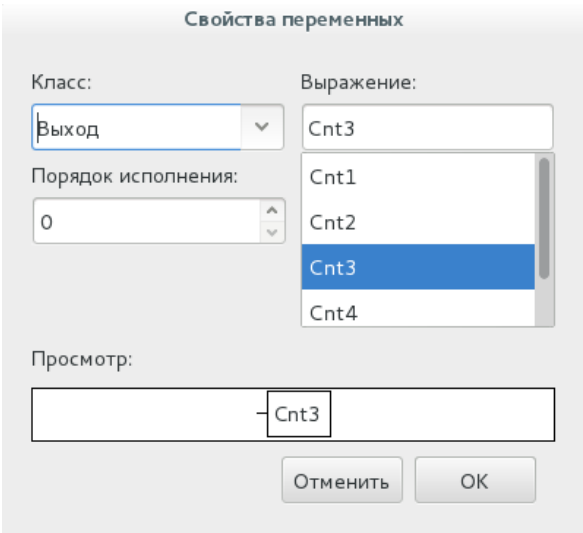 Свойства переменных
Класс: Выражение:
Выход Cnt3
Порядок исполнения: Cnt1
0 Cnt2
Cnt3
Cnt4
Просмотр:
Cnt3
Отменить OK